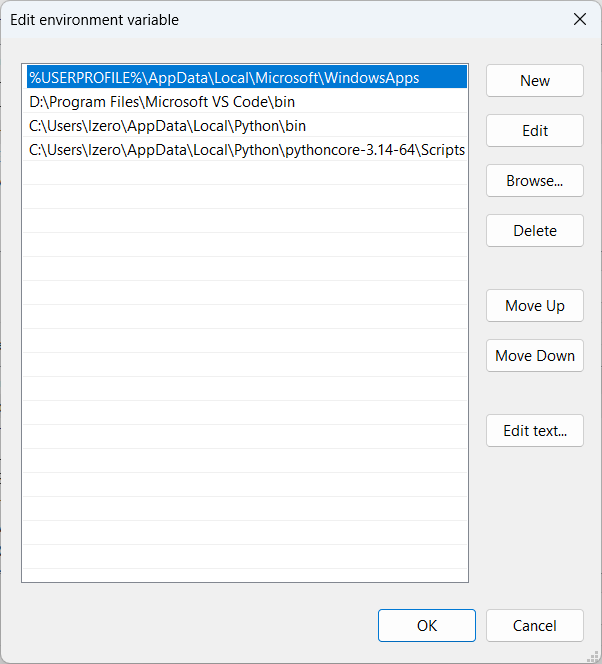 Edit environment variable
%USERPROFILE%\AppData\Local\Microsoft\WindowsApps
D:\Program Files\Microsoft VS Code\bin
C:\Users\Izero\AppData\Local\Python\bin
C:\Users\Izero\AppData\Local\Python\pythoncore-3.14-64\Scripts
New
Edit
Browse...
Delete
Move Up
Move Down
Edit text...
OK
Cancel